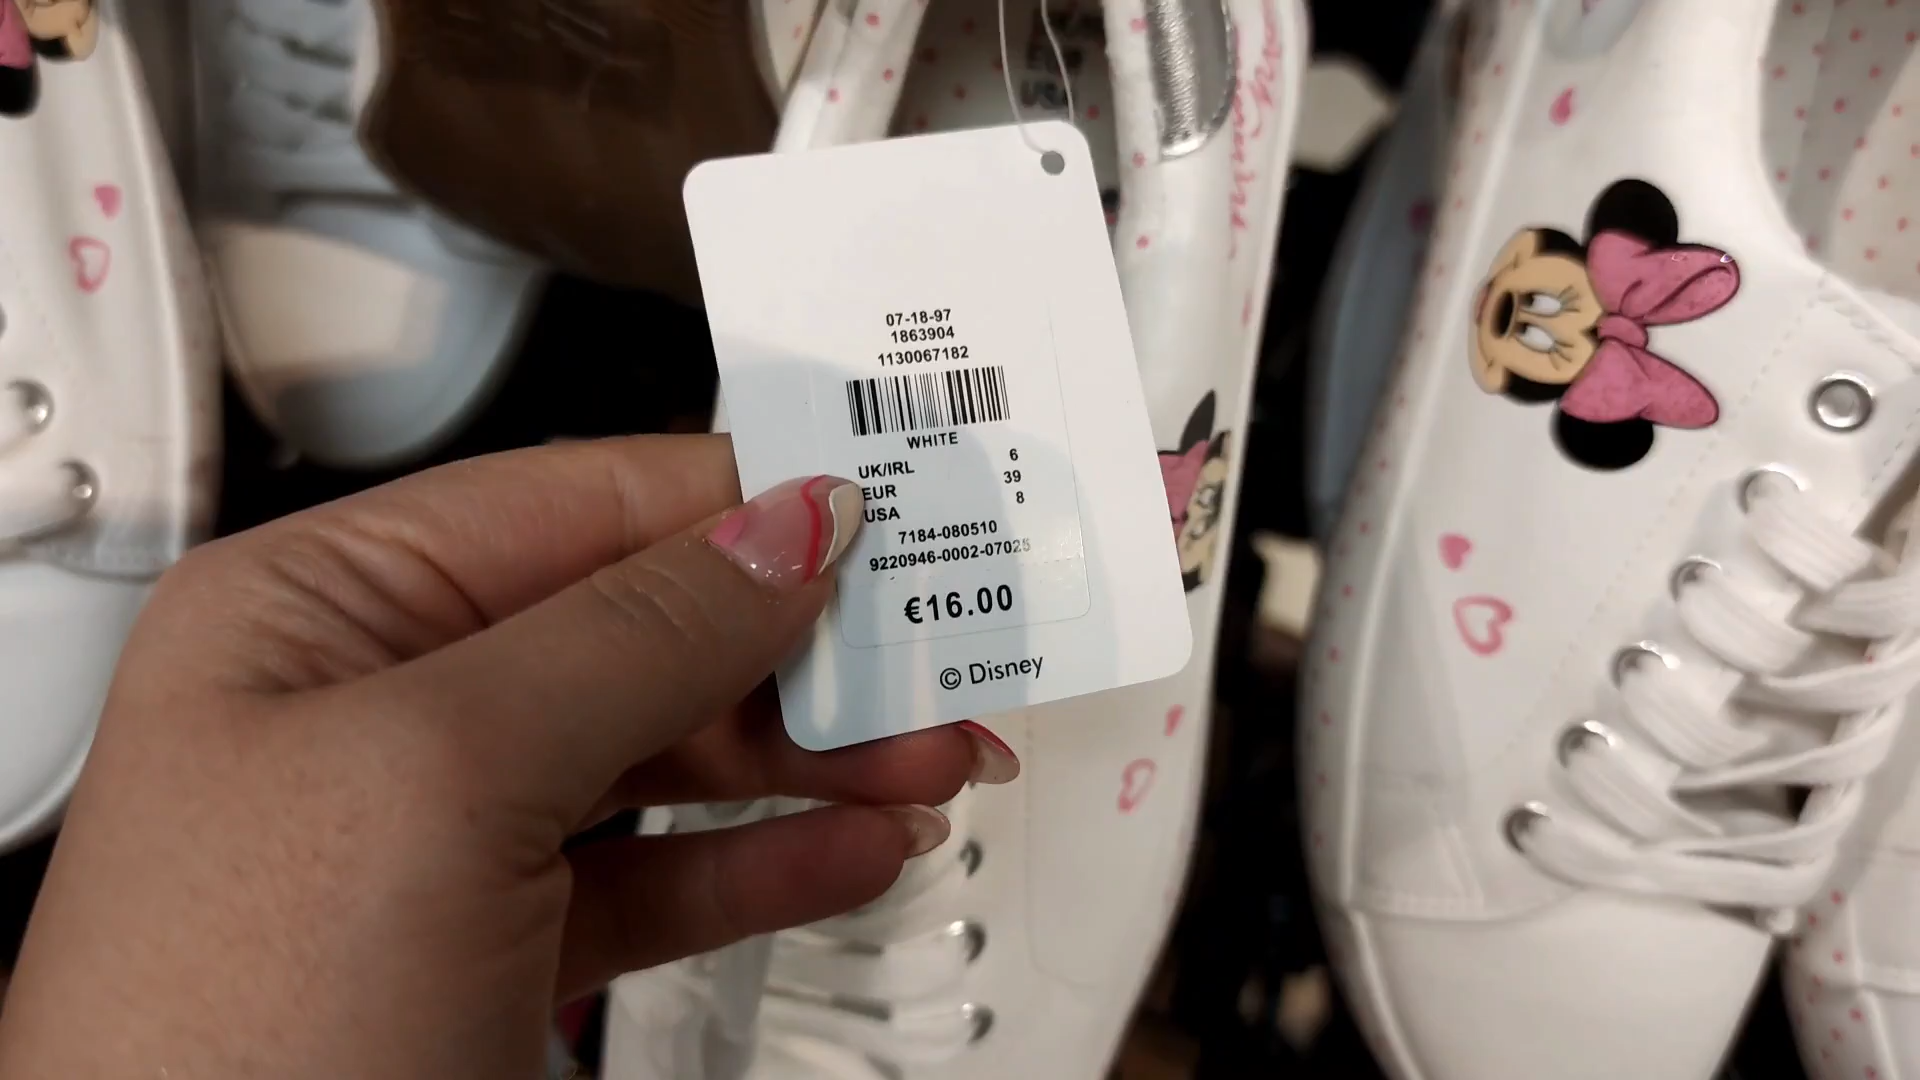 07-18-97
1863904
1130067182
WHITE
UK/IRL 6
EUR 39
USA 8
7184-080510
9220946-0002-07025
€16.00
© Disney
USA